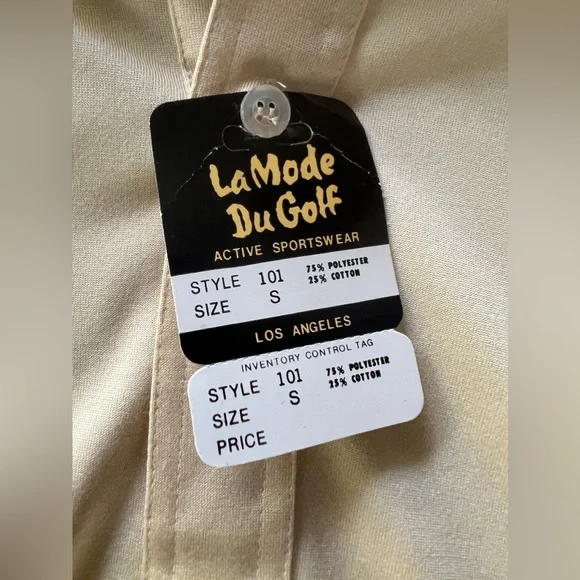 La Mode
Du Golf
ACTIVE SPORTSWEAR
STYLE 101 75% POLYESTER
SIZE S 25% COTTON
LOS ANGELES
INVENTORY CONTROL TAG
STYLE 101 75% POLYESTER
SIZE S 25% COTTON
PRICE